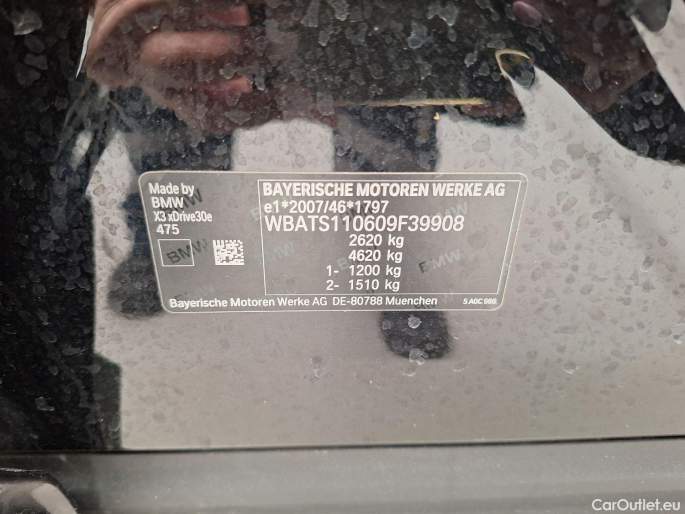 Made by
BMW
X3 xDrive30e
475
BAYERISCHE MOTOREN WERKE AG
e1*2007/46*1797
WBATS110609F39908
2620 kg
4620 kg
1- 1200 kg
2- 1510 kg
Bayerische Motoren Werke AG DE-80788 Muenchen
CarOutlet.eu